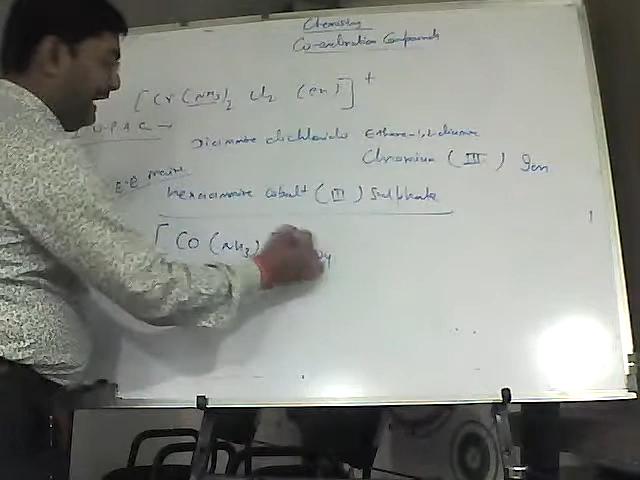 Chemistry
Co-ordination Compounds
[Cr (NH3)2 Cl2 (en)]+
I U.P.A.C →
Diammine dichlorido Ethane-1,2-diamine
Chromium (III) Ion
hexaammine cobalt (III) Sulphate
[CO (NH3)